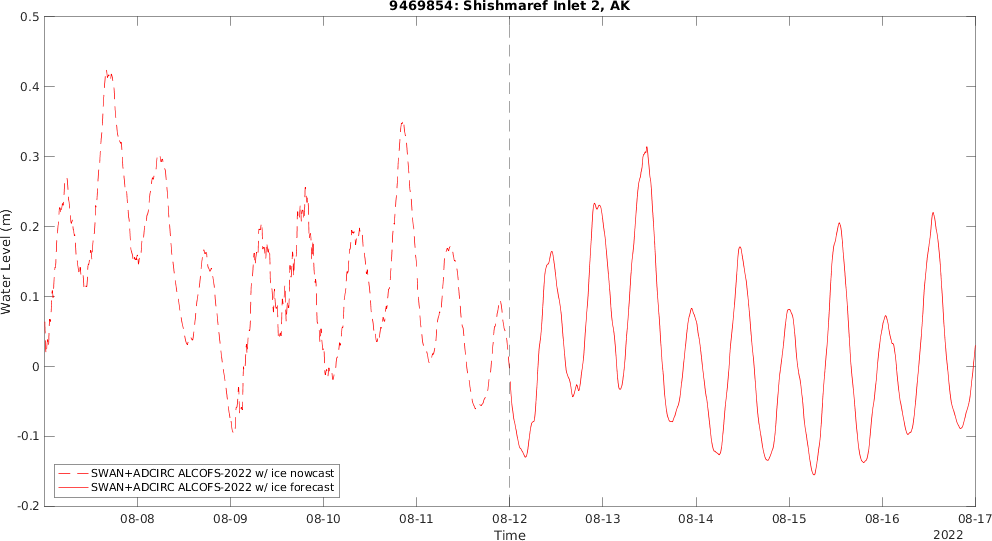 9469854: Shishmaref Inlet 2, AK
Water Level (m)
0.5
0.4
0.3
0.2
0.1
0
-0.1
-0.2
SWAN+ADCIRC ALCOFS-2022 w/ ice nowcast
SWAN+ADCIRC ALCOFS-2022 w/ ice forecast
08-08 08-09 08-10 08-11 08-12 08-13 08-14 08-15 08-16 08-17
Time
2022